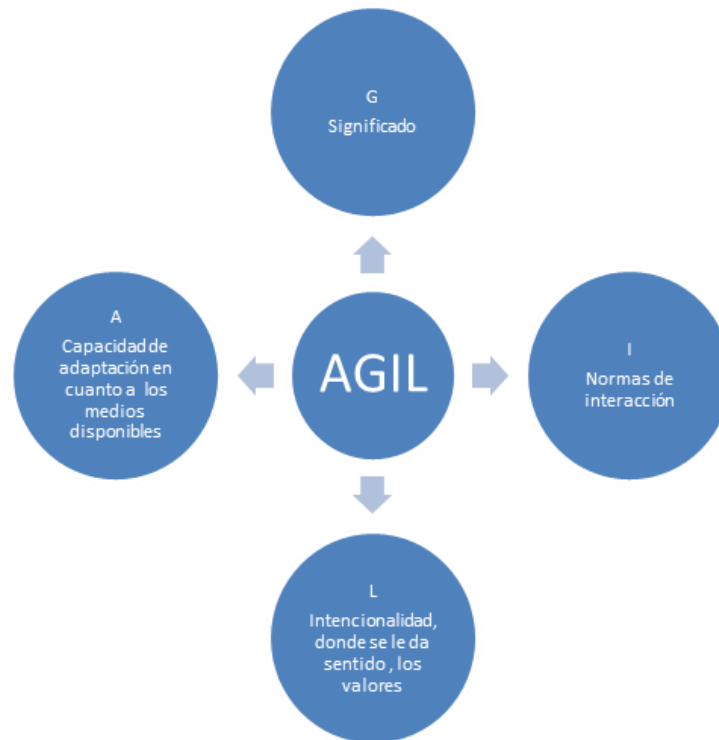 G
Significado
A
Capacidad de
adaptación en
cuanto a los
medios
disponibles
AGIL
I
Normas de
interacción
L
Intencionalidad,
donde se le da
sentido , los
valores